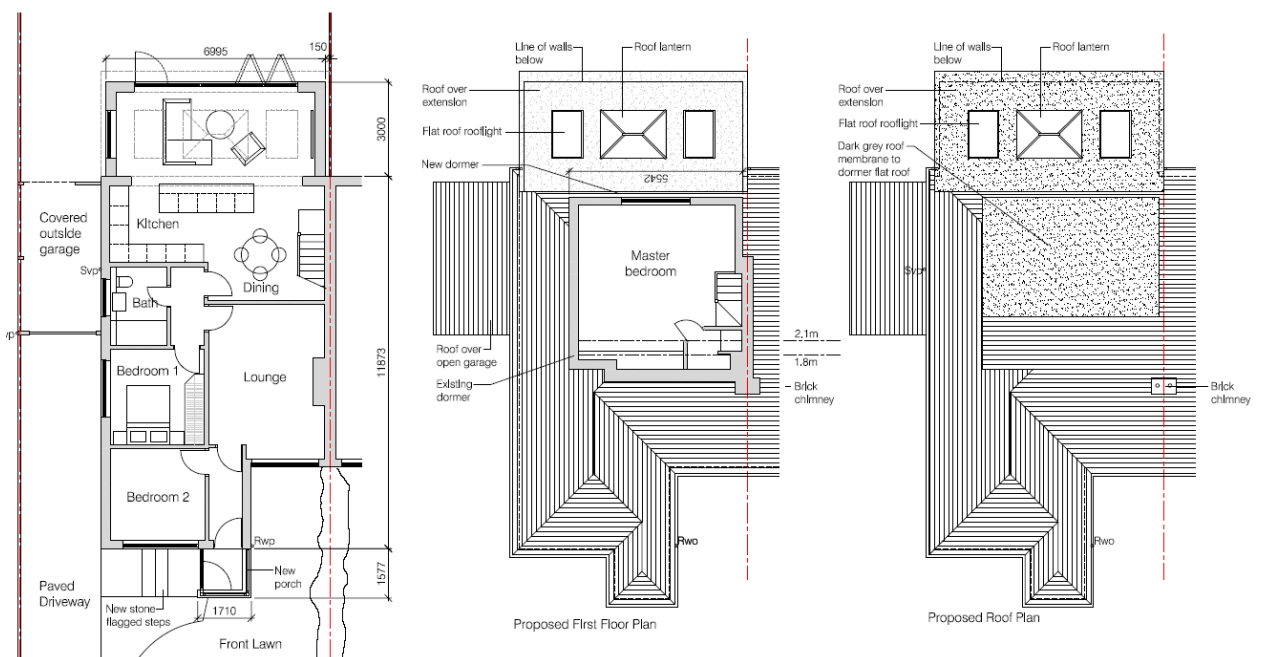 6995
150
3000
Covered
outside
garage
Kitchen
Svp
Dining
Bath
vp
Bedroom 1
Lounge
11873
Bedroom 2
Rwp
New
porch
1577
Paved
Driveway
New stone
flagged steps
1710
Front Lawn
Line of walls
below
Roof lantern
Roof over
extension
Flat roof rooflight
New dormer
5542
Master
bedroom
2.1m
1.8m
Roof over
open garage
Existing
dormer
Brick
chimney
Rwo
Proposed First Floor Plan
Line of walls
below
Roof lantern
Roof over
extension
Flat roof rooflight
Dark grey roof
membrane to
dormer flat roof
Svp
Brick
chimney
Rwo
Proposed Roof Plan